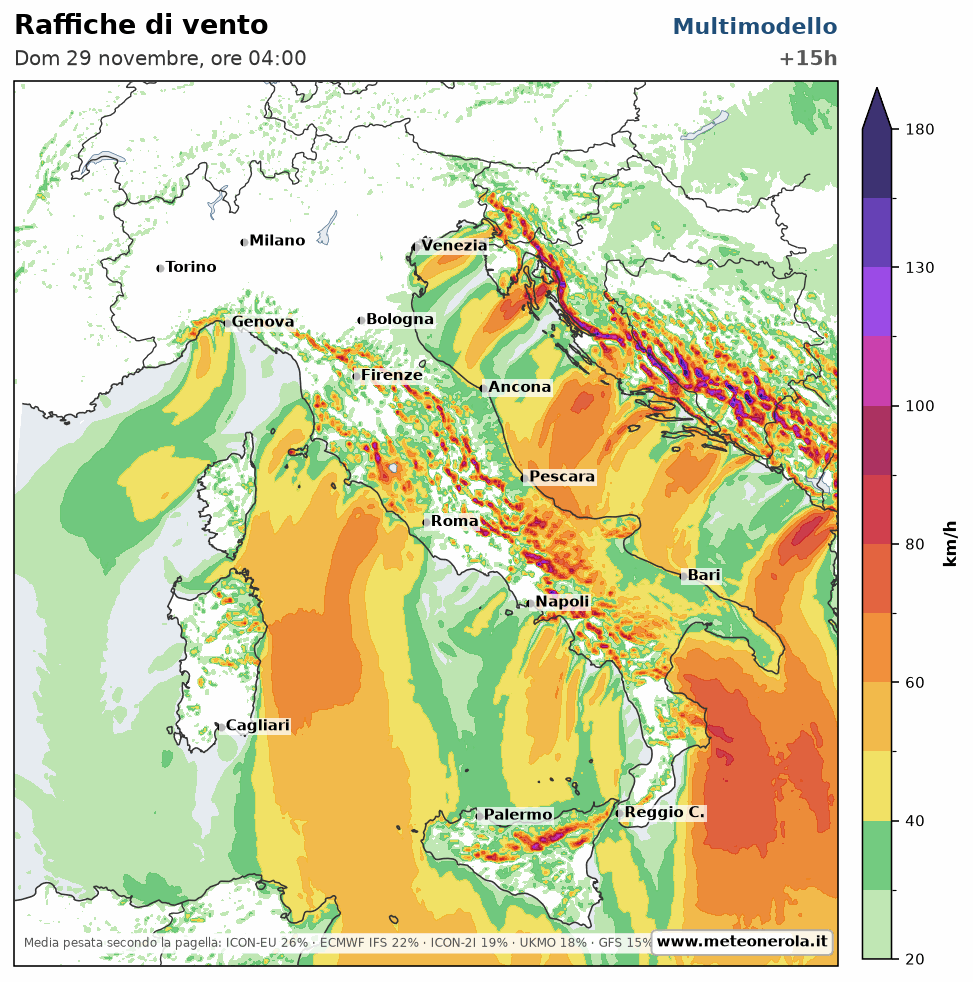 Raffiche di vento
Multimodello
Dom 29 novembre, ore 04:00
+15h
180
Venezia
Milano
Torino
130
Genova
Bologna
Firenze
Ancona
100
Pescara
Roma
80
km/h
Bari
Napoli
60
Cagliari
Palermo
Reggio C.
40
Media pesata secondo la pagella: ICON-EU 26% · ECMWF IFS 22% · ICON-2I 19% · UKMO 18% · GFS 15%
www.meteonerola.it
20